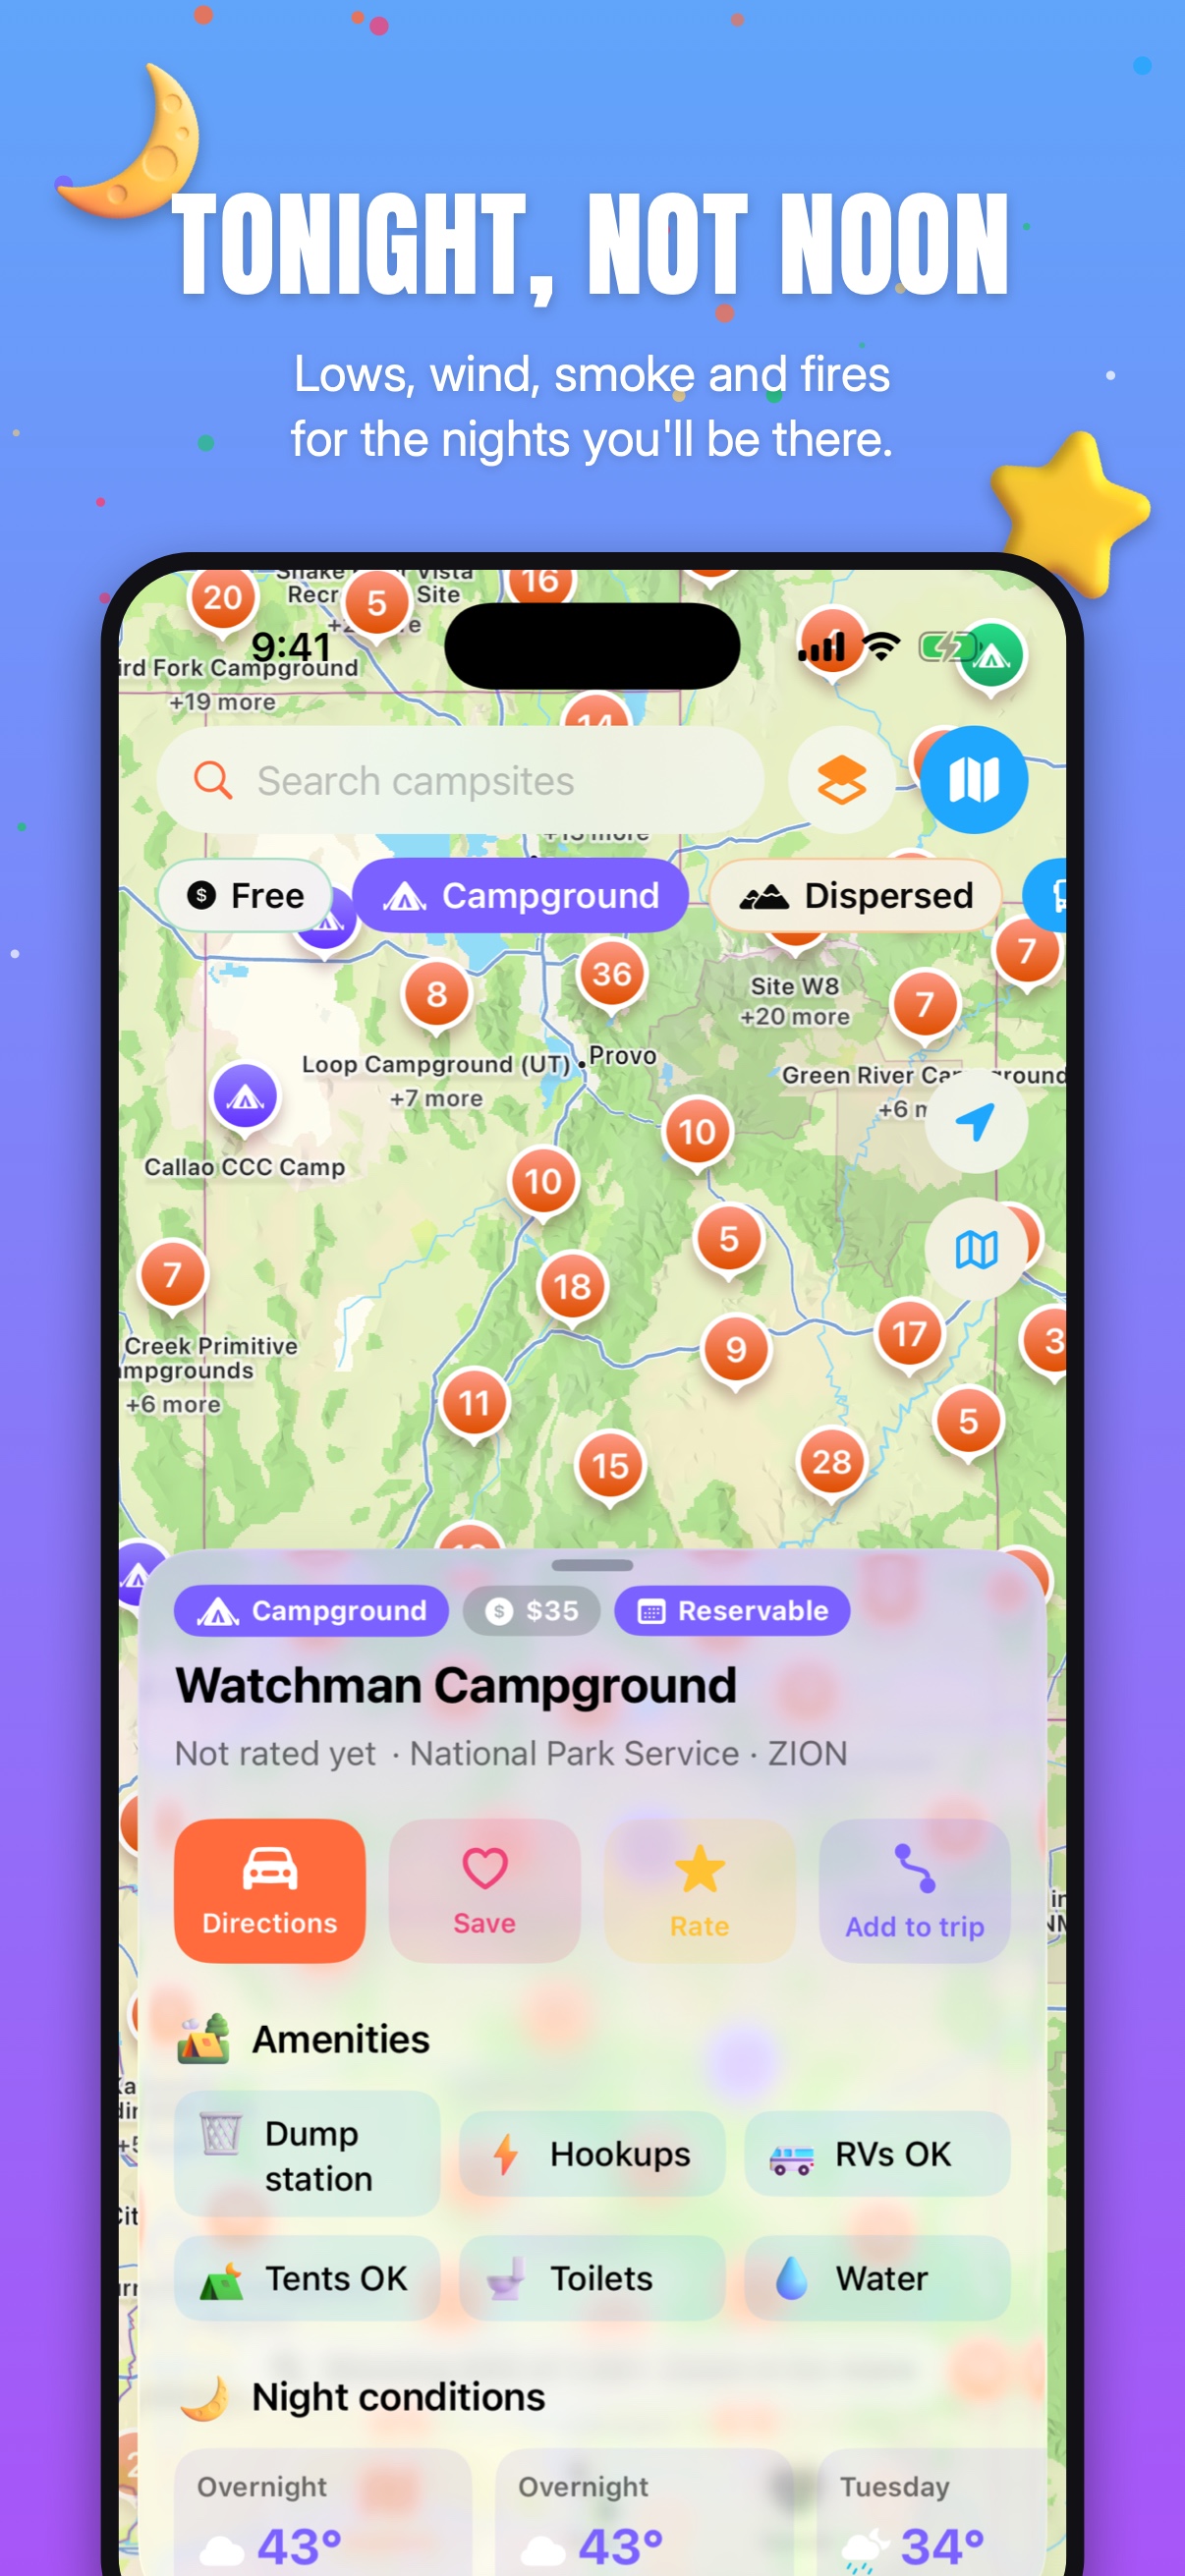 TONIGHT, NOT NOON
Lows, wind, smoke and fires
for the nights you'll be there.
20
5
16
Site
9:41
ird Fork Campground
+19 more
14
Search campsites
+13 more
Free
Campground
Dispersed
8
36
Site W8
+20 more
7
7
Loop Campground (UT)
+7 more
Provo
Green River
Callao CCC Camp
10
10
5
7
18
Creek Primitive
mpgrounds
+6 more
9
17
3
11
5
15
28
Campground
$35
Reservable
Watchman Campground
Not rated yet · National Park Service · ZION
Directions
Save
Rate
Add to trip
Amenities
Dump
station
Hookups
RVs OK
Tents OK
Toilets
Water
Night conditions
Overnight
43°
Overnight
43°
Tuesday
34°